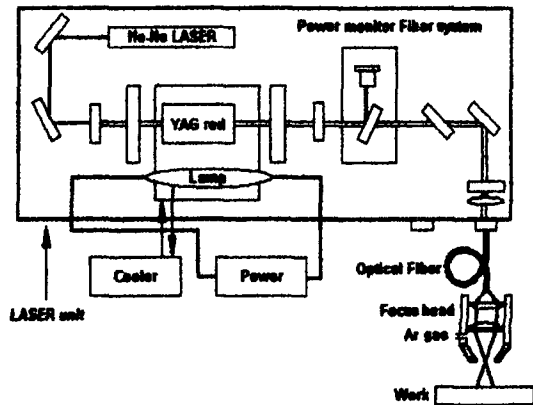 Power monitor Fiber system
He-Ne LASER
YAG rod
Lamp
Optical Fiber
Cooler
Power
LASER unit
Focus head
Ar gas
Work